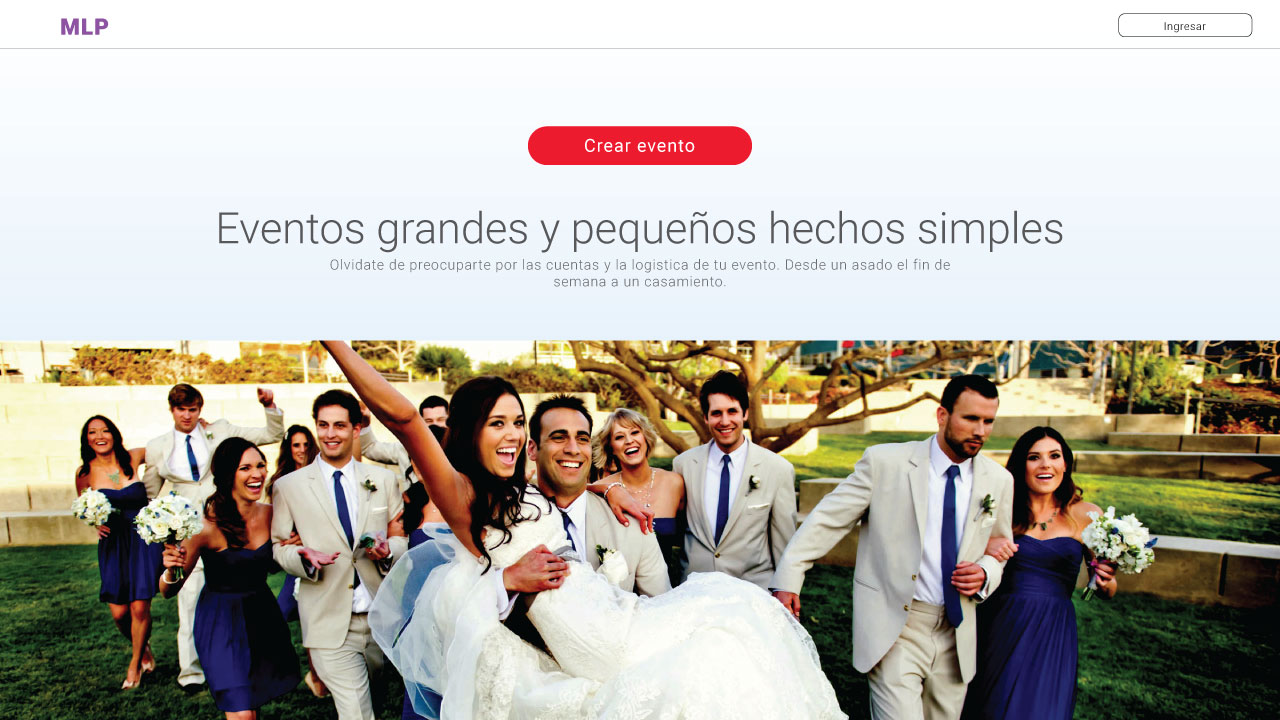 MLP
Ingresar
Crear evento
Eventos grandes y pequeños hechos simples
Olvidate de preocuparte por las cuentas y la logistica de tu evento. Desde un asado el fin de
semana a un casamiento.